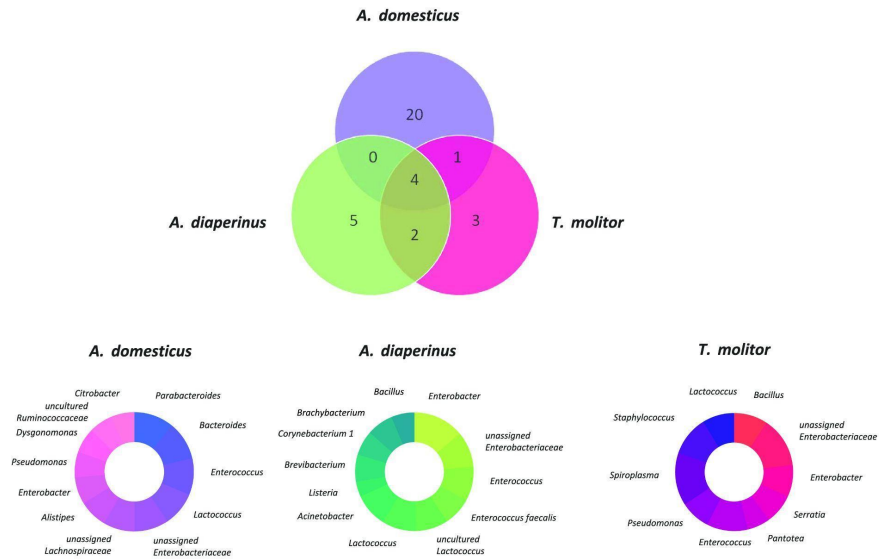 A. domesticus
20
0
1
4
5
3
2
A. diaperinus
T. molitor
A. domesticus
A. diaperinus
T. molitor
Citrobacter
Parabacteroides
uncultured
Ruminococcaceae
Bacteroides
Dysgonomonas
Pseudomonas
Enterococcus
Enterobacter
Lactococcus
Alistipes
unassigned
Lachnospiraceae
unassigned
Enterobacteriaceae
Bacillus
Enterobacter
Brachybacterium
Corynebacterium 1
unassigned
Enterobacteriaceae
Brevibacterium
Enterococcus
Listeria
Acinetobacter
Enterococcus faecalis
Lactococcus
uncultured
Lactococcus
Lactococcus
Bacillus
Staphylococcus
unassigned
Enterobacteriaceae
Spiroplasma
Enterobacter
Serratia
Pseudomonas
Pantotea
Enterococcus